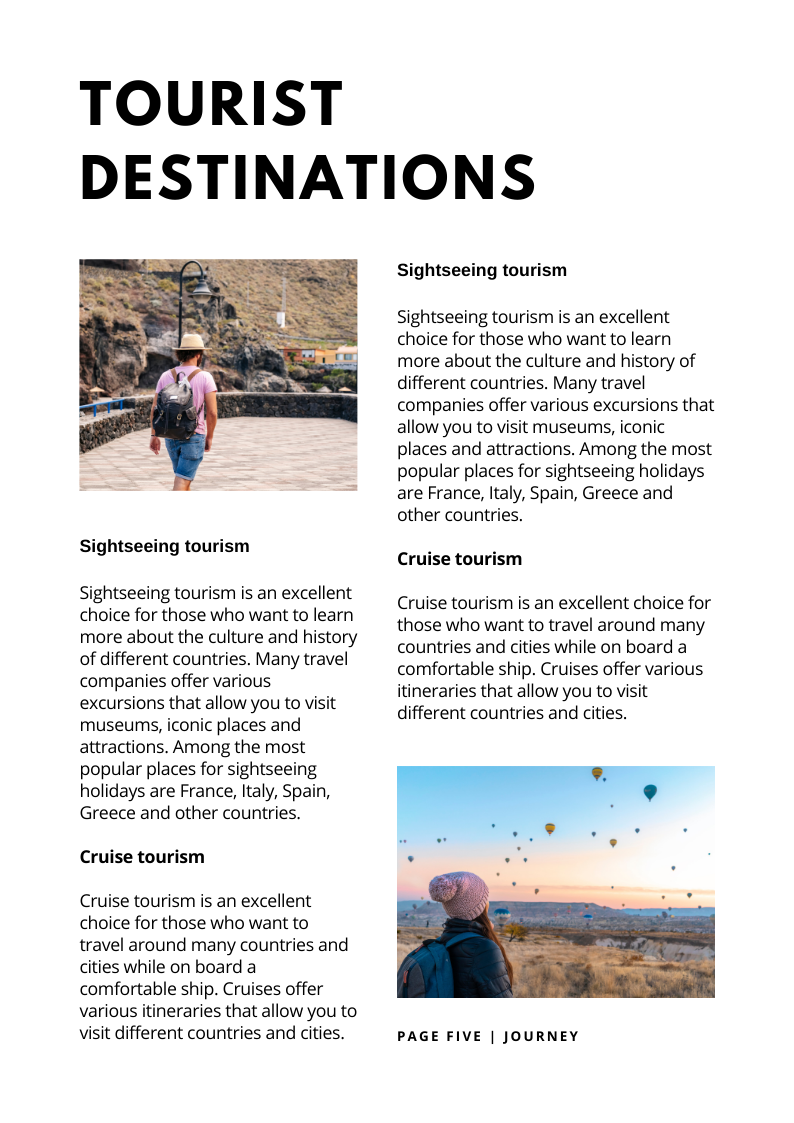 TOURIST
DESTINATIONS
Sightseeing tourism
Sightseeing tourism is an excellent
choice for those who want to learn
more about the culture and history
of different countries. Many travel
companies offer various
excursions that allow you to visit
museums, iconic places and
attractions. Among the most
popular places for sightseeing
holidays are France, Italy, Spain,
Greece and other countries.
Cruise tourism
Cruise tourism is an excellent
choice for those who want to
travel around many countries and
cities while on board a
comfortable ship. Cruises offer
various itineraries that allow you to
visit different countries and cities.
Sightseeing tourism
Sightseeing tourism is an excellent
choice for those who want to learn
more about the culture and history of
different countries. Many travel
companies offer various excursions that
allow you to visit museums, iconic
places and attractions. Among the most
popular places for sightseeing holidays
are France, Italy, Spain, Greece and
other countries.
Cruise tourism
Cruise tourism is an excellent choice for
those who want to travel around many
countries and cities while on board a
comfortable ship. Cruises offer various
itineraries that allow you to visit
different countries and cities.
PAGE FIVE | JOURNEY